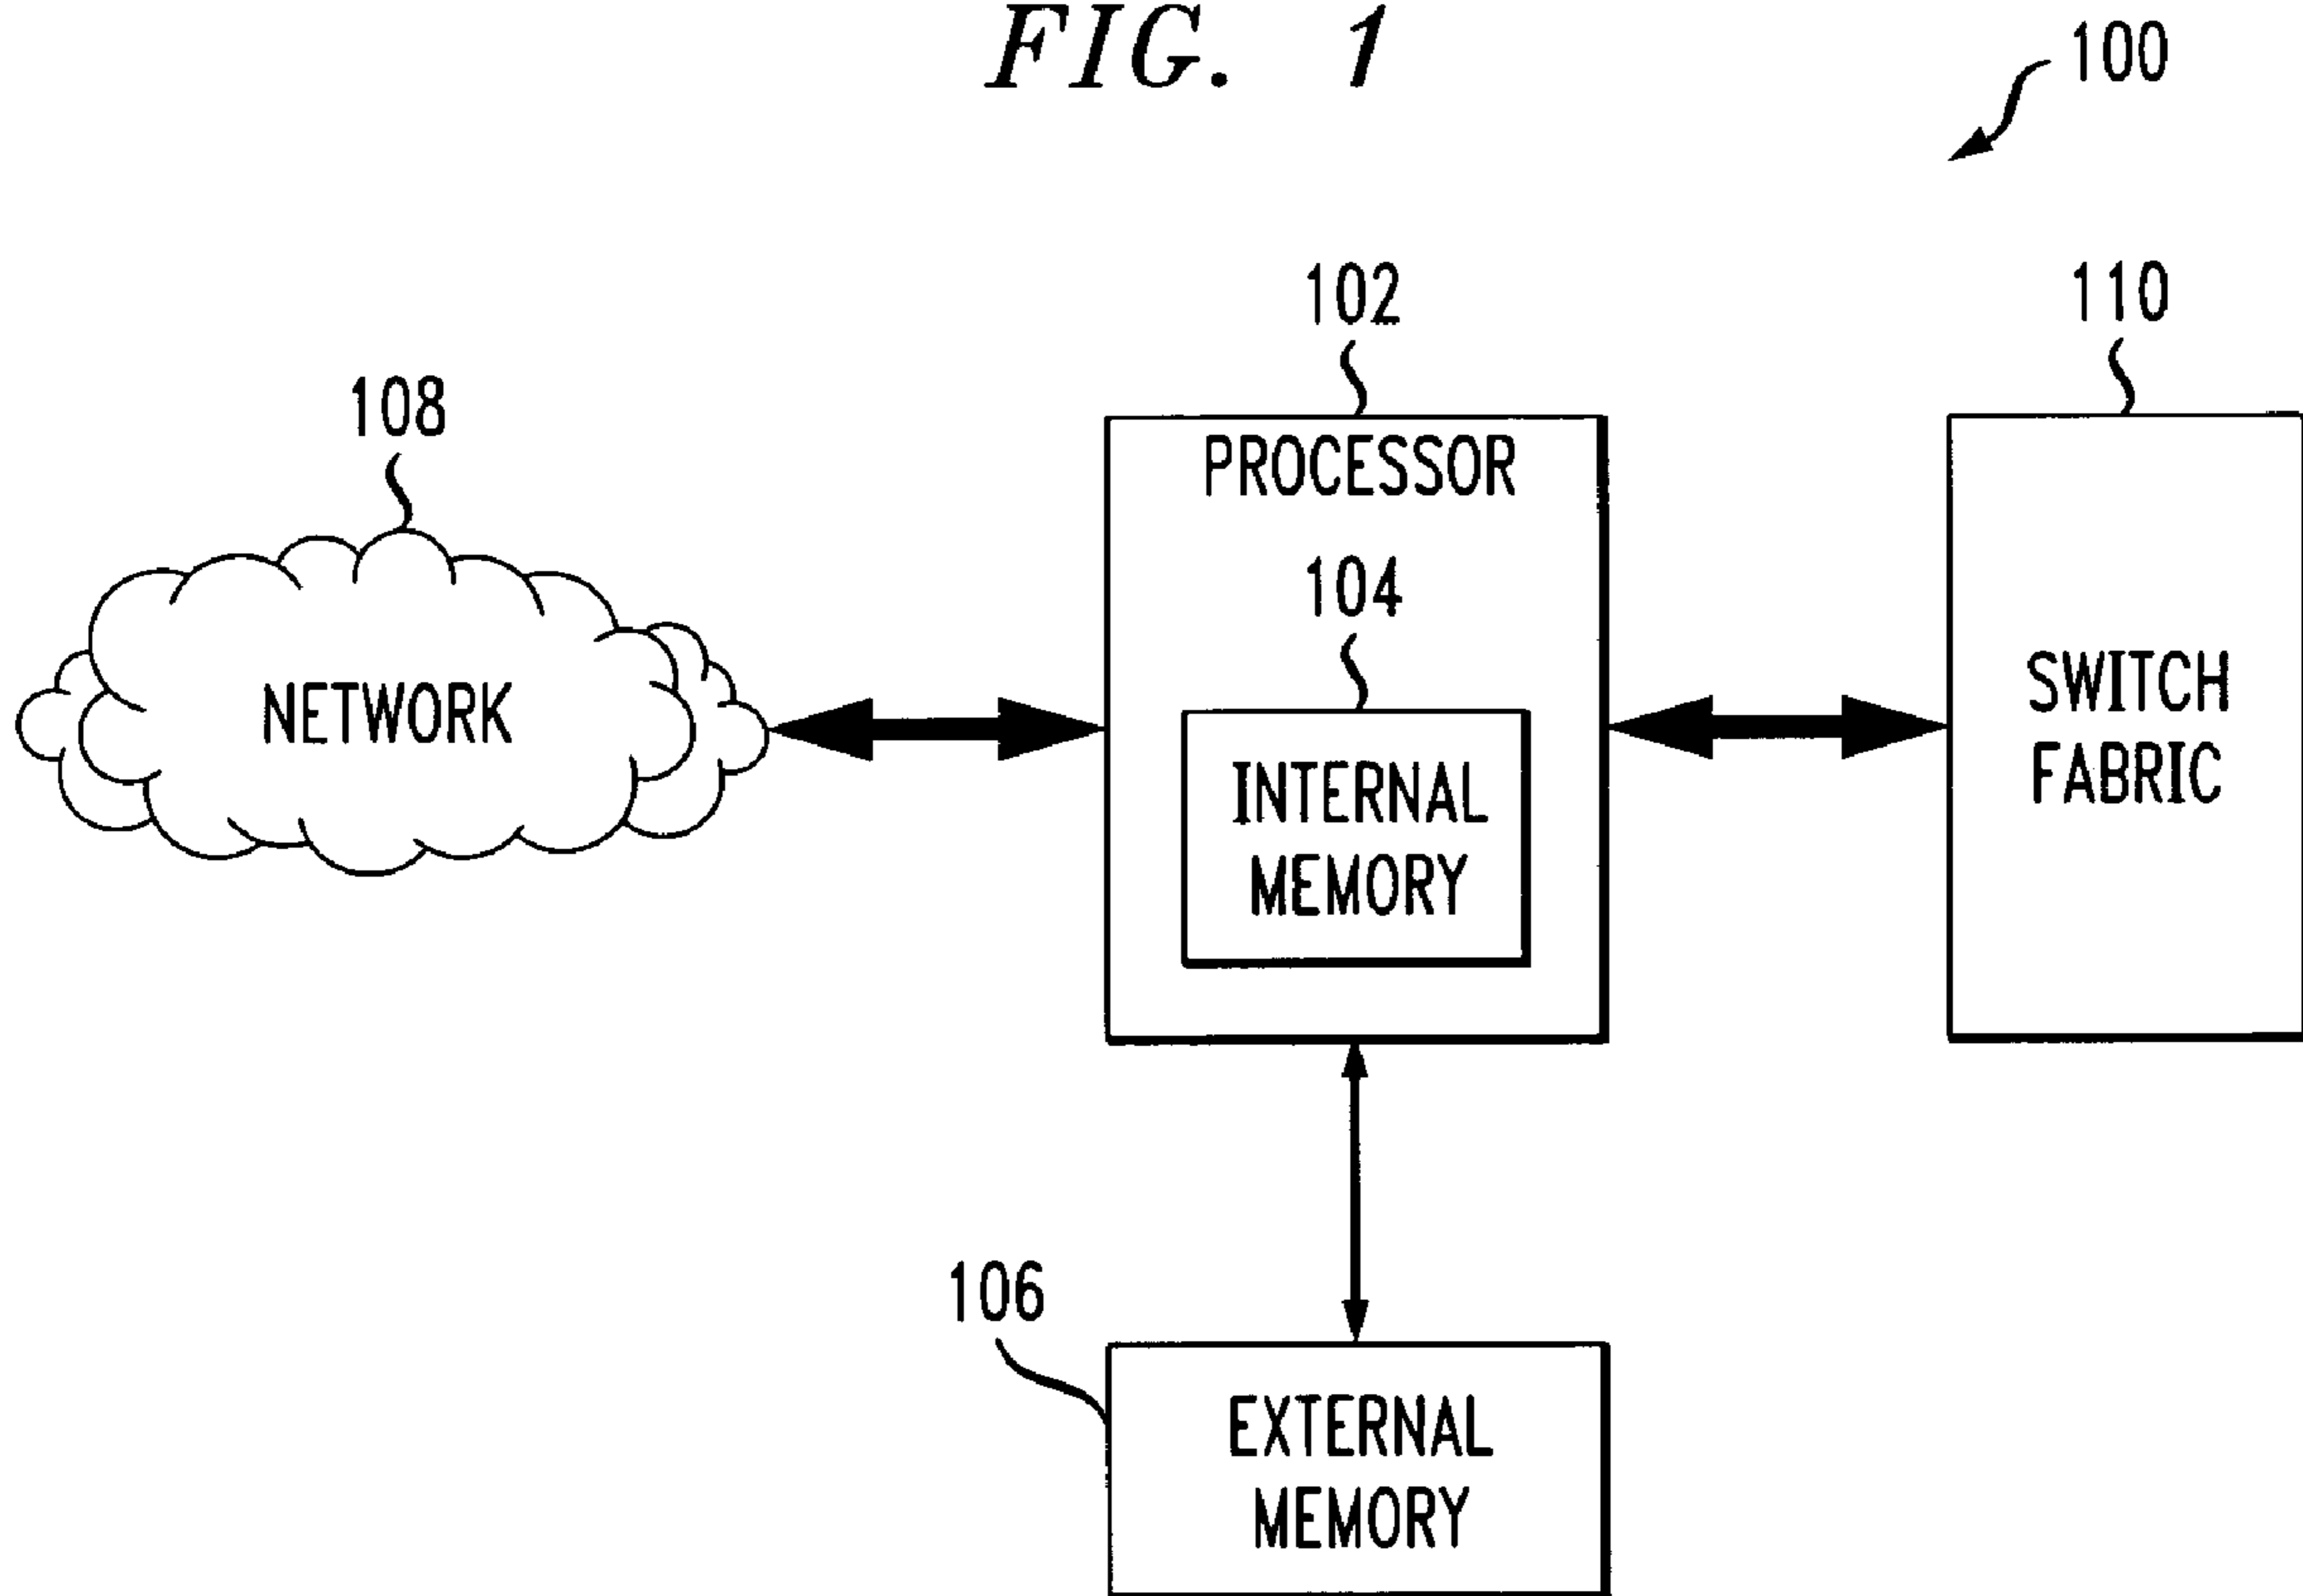 FIG. 1
100
102
110
108
PROCESSOR
104
NETWORK
SWITCH
FABRIC
INTERNAL
MEMORY
106
EXTERNAL
MEMORY